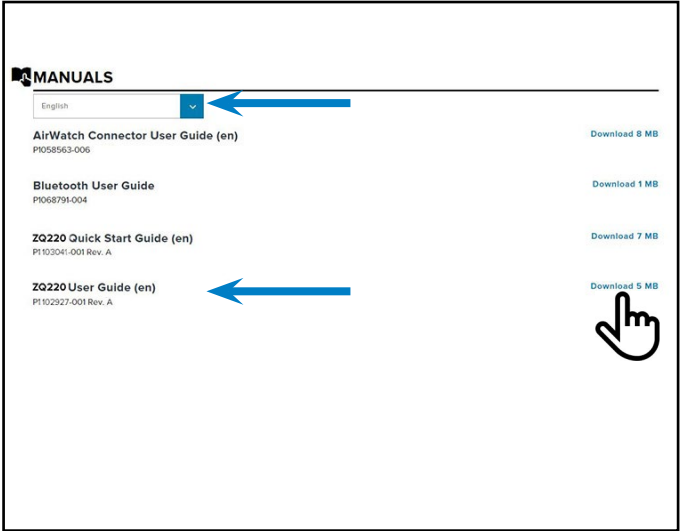 MANUALS
English
AirWatch Connector User Guide (en)
Download 8 MB
P1058563-006
Bluetooth User Guide
Download 1 MB
P1068791-004
ZQ220 Quick Start Guide (en)
Download 7 MB
P1103041-001 Rev. A
ZQ220 User Guide (en)
Download 5 MB
P1102927-001 Rev. A